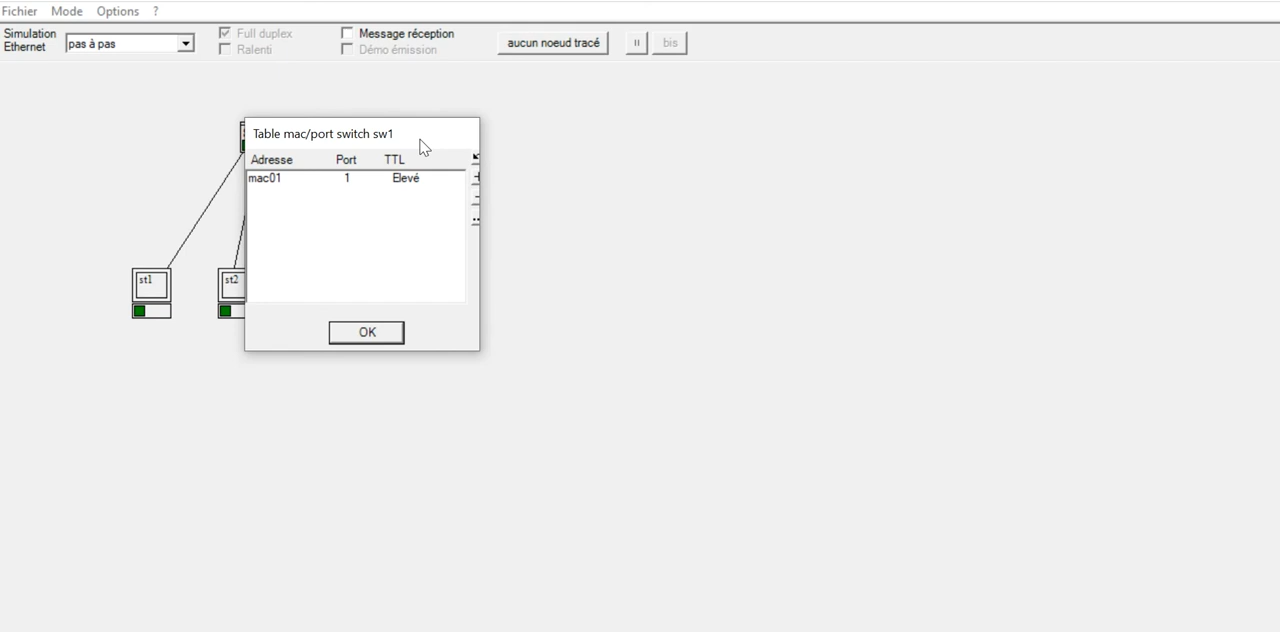 Fichier Mode Options ?
Simulation Ethernet
pas à pas
Full duplex
Ralenti
Message réception
Démo émission
aucun noeud tracé
bis
Table mac/port switch sw1
Adresse Port TTL
mac01 1 Elevé
st1
st2
OK